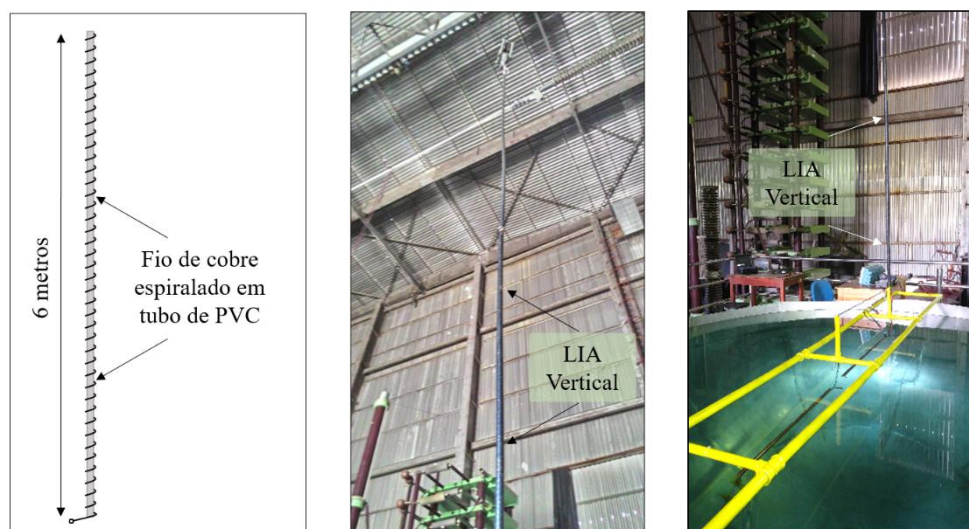 6 metros
Fio de cobre
espiralado em
tubo de PVC
LIA
Vertical
LIA
Vertical